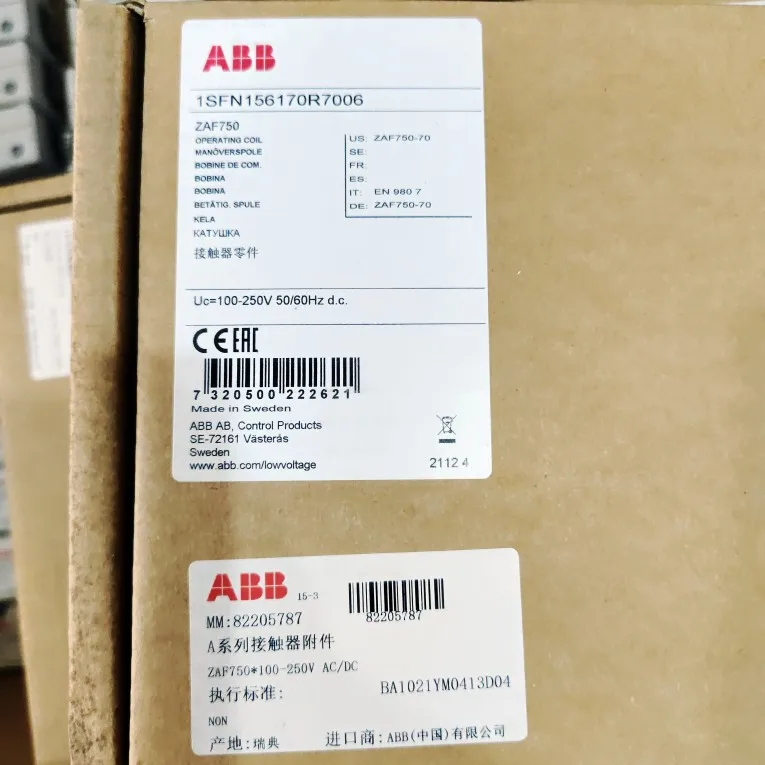 ABB
1SFN156170R7006
ZAF750
OPERATING COIL
MANÖVERSPOLE
BOBINE DE COM.
BOBINA
BOBINA
BETÄTIG. SPULE
KELA
КАТУШКА
接触器零件
US: ZAF750-70
SE:
FR:
ES:
IT: EN 980 7
DE: ZAF750-70
Uc=100-250V 50/60Hz d.c.
CE EAC
7 320500 222621
Made in Sweden
ABB AB, Control Products
SE-72161 Västerås
Sweden
www.abb.com/lowvoltage
2112 4
ABB 15-3
MM:82205787
82205787
A系列接触器附件
ZAF750*100-250V AC/DC
执行标准: BA1021YM0413D04
NON
产地:瑞典 进口商:ABB(中国)有限公司